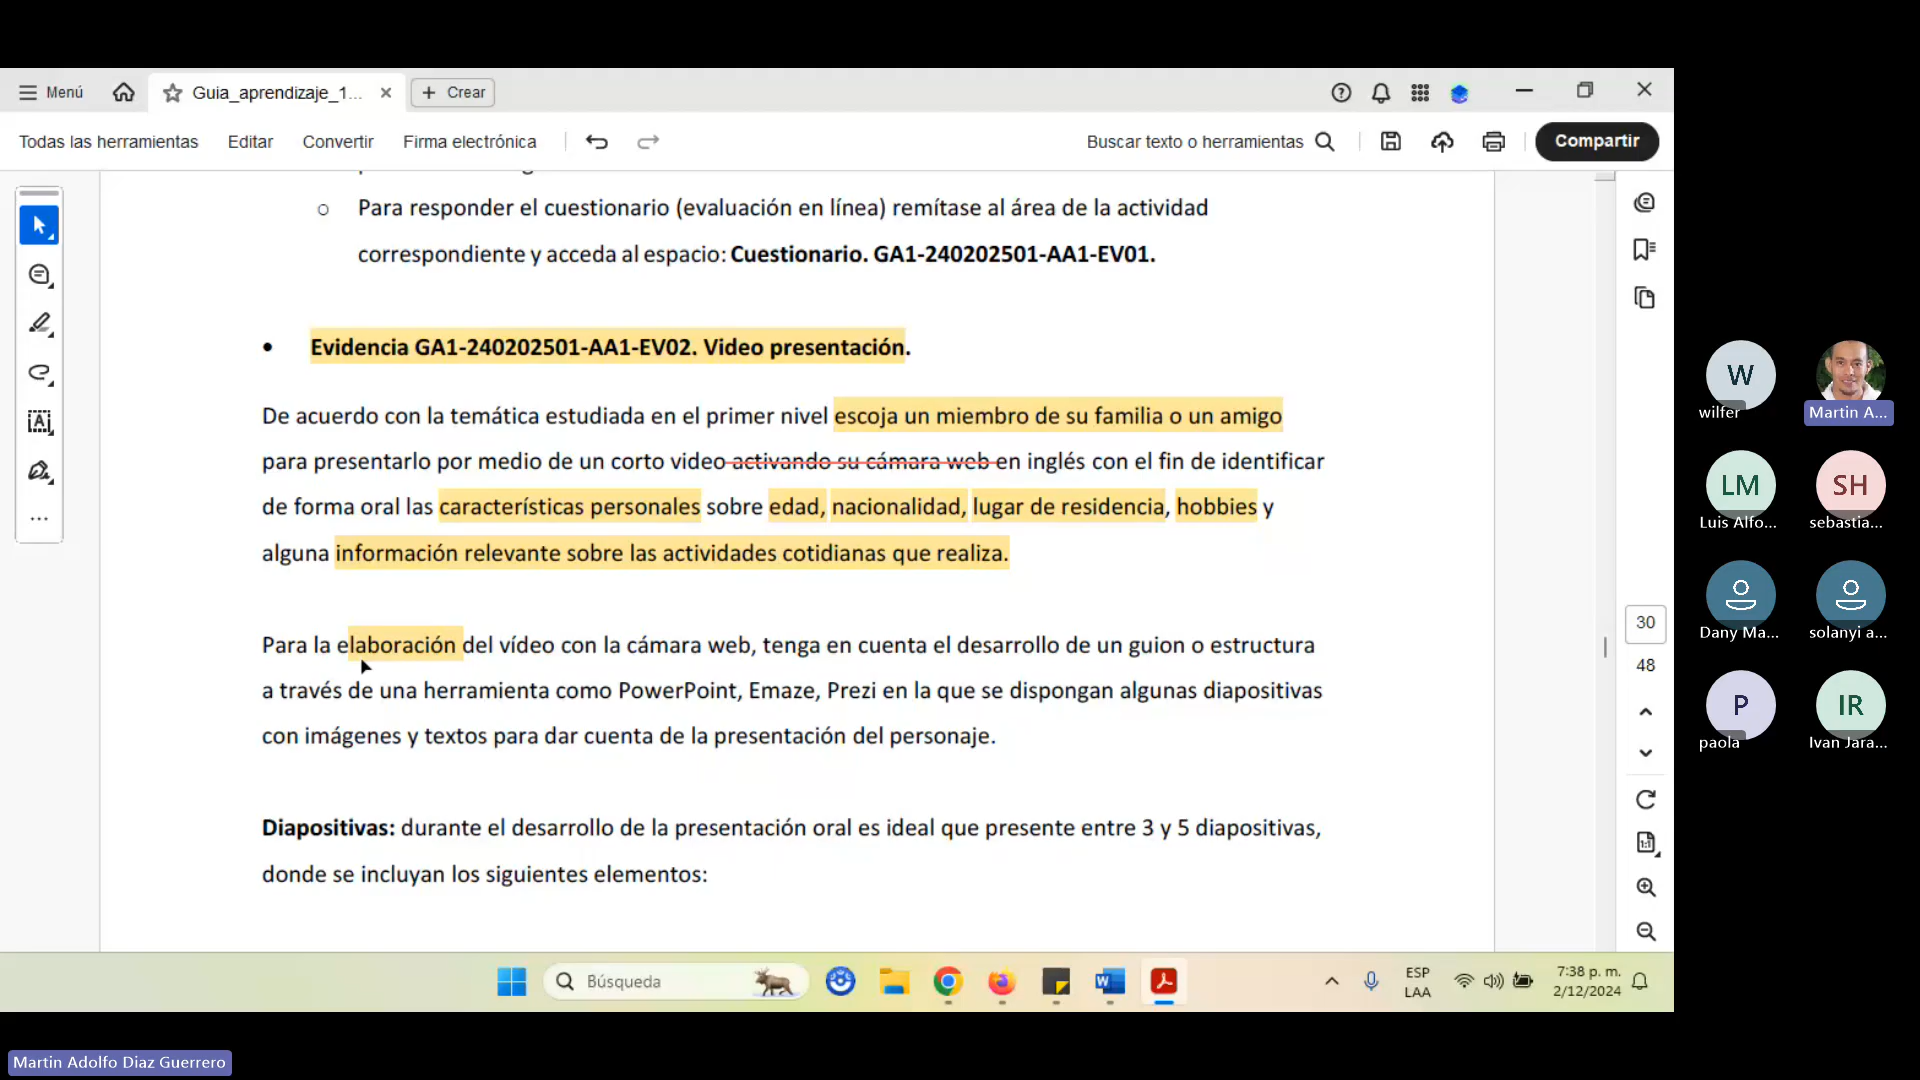 Menú
Guia_aprendizaje_1...
Crear
Todas las herramientas
Editar
Convertir
Firma electrónica
Buscar texto o herramientas
Compartir
Para responder el cuestionario (evaluación en línea) remítase al área de la actividad
correspondiente y acceda al espacio: Cuestionario. GA1-240202501-AA1-EV01.
Evidencia GA1-240202501-AA1-EV02. Video presentación.
De acuerdo con la temática estudiada en el primer nivel escoja un miembro de su familia o un amigo
para presentarlo por medio de un corto video activando su cámara web en inglés con el fin de identificar
de forma oral las características personales sobre edad, nacionalidad, lugar de residencia, hobbies y
alguna información relevante sobre las actividades cotidianas que realiza.
Para la elaboración del vídeo con la cámara web, tenga en cuenta el desarrollo de un guion o estructura
a través de una herramienta como PowerPoint, Emaze, Prezi en la que se dispongan algunas diapositivas
con imágenes y textos para dar cuenta de la presentación del personaje.
Diapositivas: durante el desarrollo de la presentación oral es ideal que presente entre 3 y 5 diapositivas,
donde se incluyan los siguientes elementos:
30
48
1:1
W
wilfer
Martin A...
LM
Luis Alfo...
SH
sebastia...
Dany Ma...
solanyi a...
P
paola
IR
Ivan Jara...
Búsqueda
ESP
LAA
7:38 p. m.
2/12/2024
Martin Adolfo Diaz Guerrero